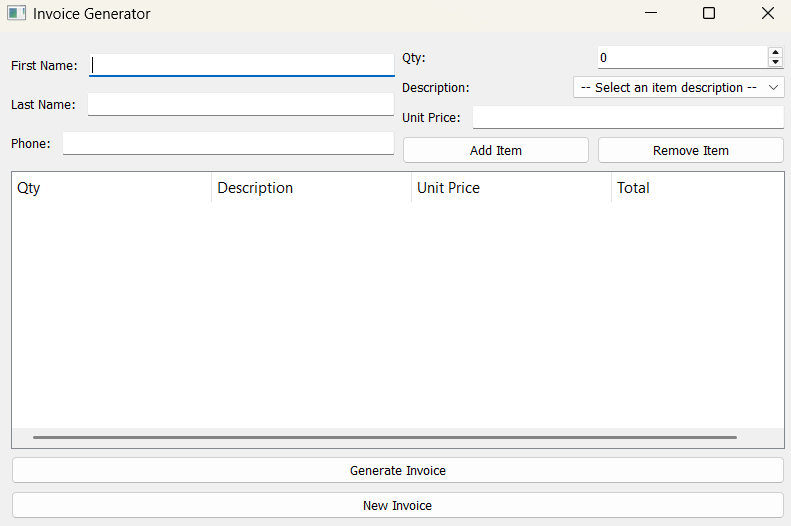 Invoice Generator
First Name:
Last Name:
Phone:
Qty: 0
Description: -- Select an item description --
Unit Price:
Add Item Remove Item
Qty Description Unit Price Total
Generate Invoice
New Invoice